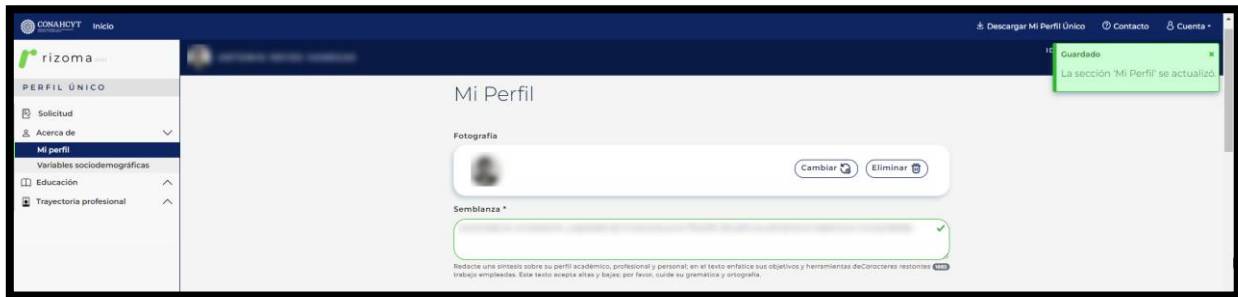 CONAHCYT Inicio
Descargar Mi Perfil Único Contacto Cuenta
rizoma
Guardado
La sección 'Mi Perfil' se actualizó.
PERFIL ÚNICO
Solicitud
Acerca de
Mi perfil
Variables sociodemográficas
Educación
Trayectoria profesional
Mi Perfil
Fotografía
Cambiar Eliminar
Semblanza *
Redacte una síntesis sobre su perfil académico, profesional y personal; en el texto enfatice sus objetivos y herramientas deCaracteres restantes
trabajo empleadas. Este texto acepta altas y bajas; por favor, cuide su gramática y ortografía.